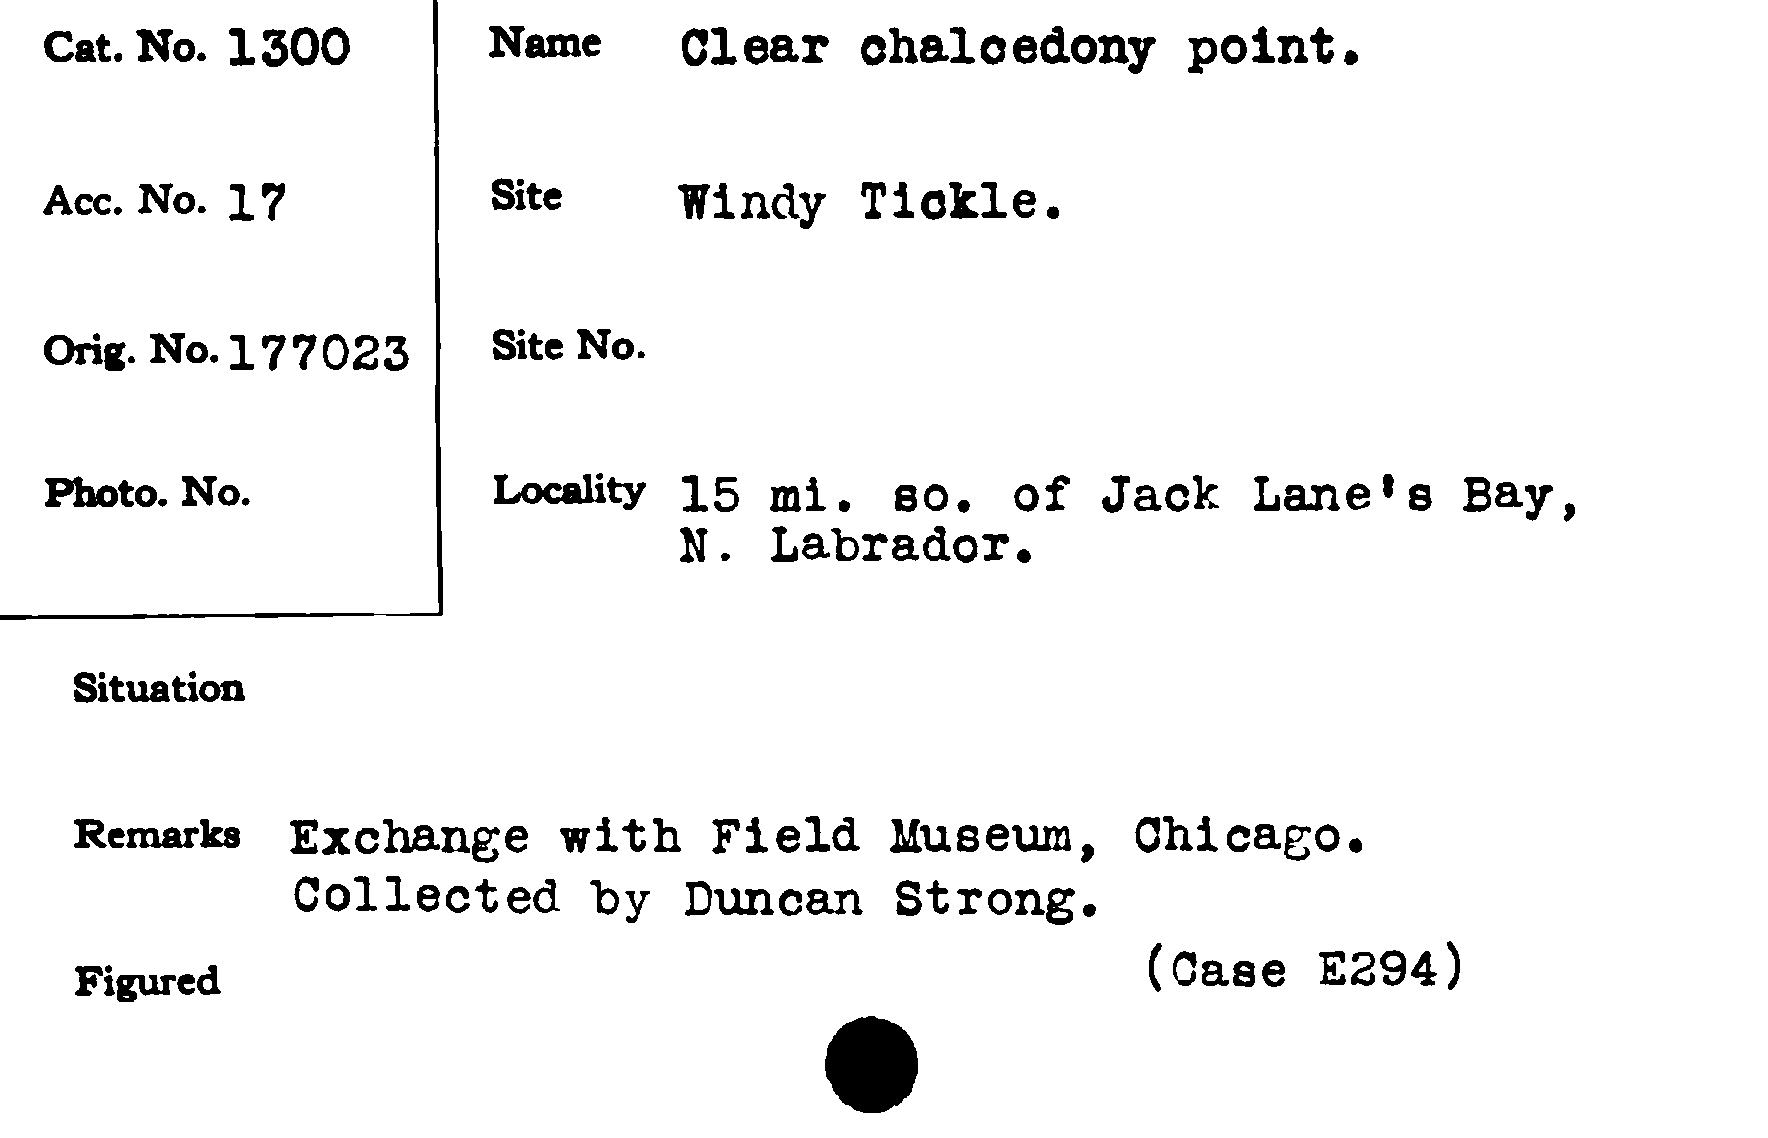 Cat. No. 1300
Name Clear chalcedony point.
Acc. No. 17
Site Windy Tickle.
Orig. No. 177023
Site No.
Photo. No.
Locality 15 mi. so. of Jack Lane's Bay,
N. Labrador.
Situation
Remarks Exchange with Field Museum, Chicago.
Collected by Duncan Strong.
(Case E294)
Figured